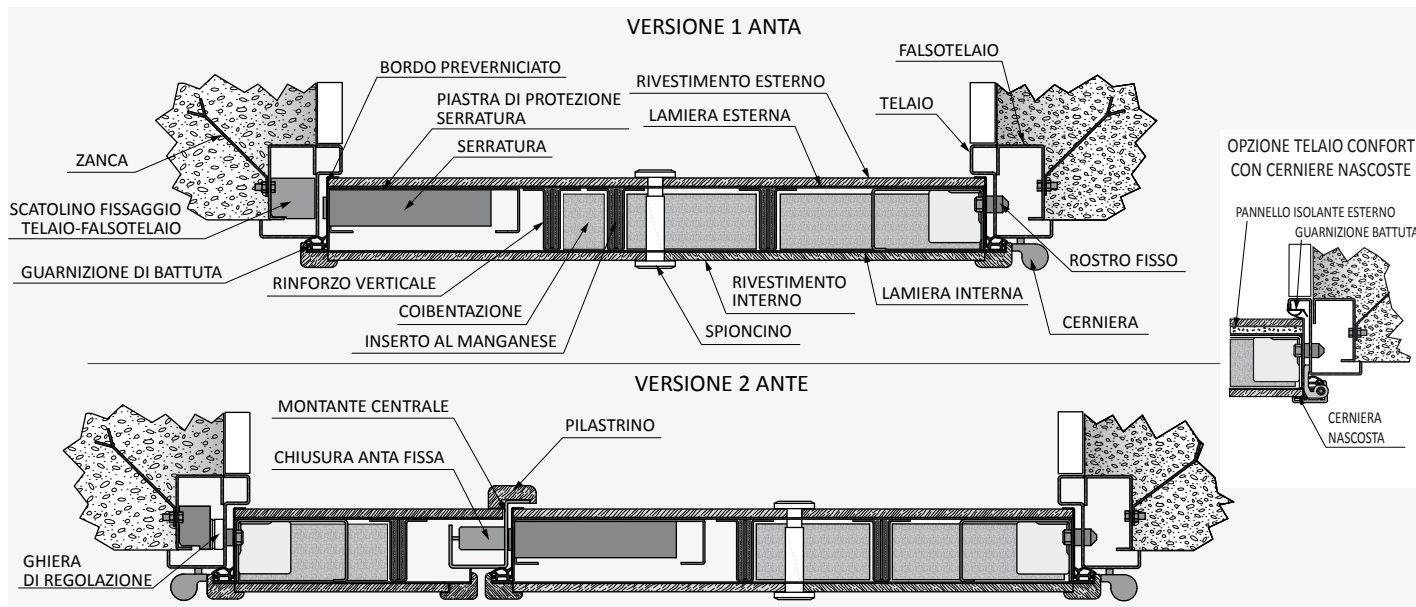 VERSIONE 1 ANTA
FALSOTELAIO
BORDO PREVERNICIATO
RIVESTIMENTO ESTERNO
PIASTRA DI PROTEZIONE
SERRATURA
TELAIO
LAMIERA ESTERNA
SERRATURA
ZANCA
SCATOLINO FISSAGGIO
TELAIO-FALSOTELAIO
GUARNIZIONE DI BATTUTA
RINFORZO VERTICALE
COIBENTAZIONE
INSERTO AL MANGANESE
SPIONCINO
RIVESTIMENTO
INTERNO
LAMIERA INTERNA
ROSTRO FISSO
CERNIERA
OPZIONE TELAIO CONFORT
CON CERNIERE NASCOSTE
PANNELLO ISOLANTE ESTERNO
GUARNIZIONE BATTUTA
CERNIERA
NASCOSTA
VERSIONE 2 ANTE
MONTANTE CENTRALE
PILASTRINO
CHIUSURA ANTA FISSA
GHIERA
DI REGOLAZIONE